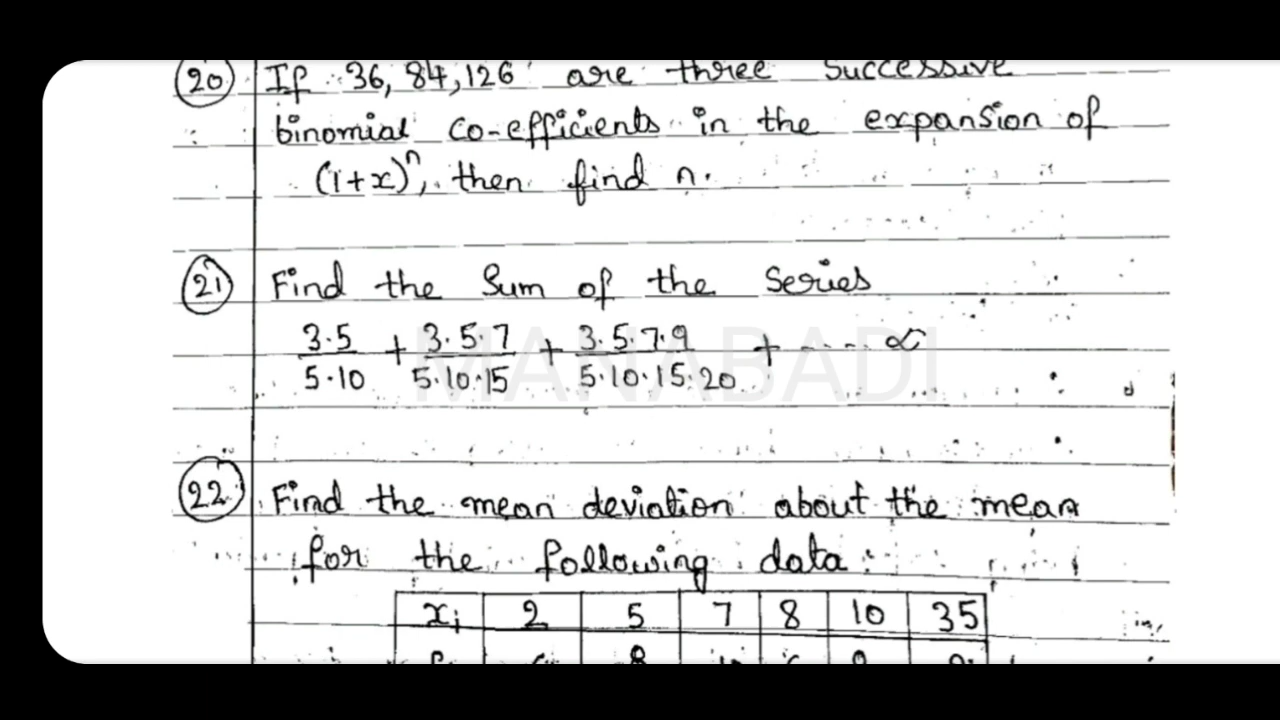 20 If 36, 84, 126 are three Successive
binomial co-efficients in the expansion of
(1+x)ⁿ, then find n.
21 Find the Sum of the Series
3·5/5·10 + 3·5·7/5·10·15 + 3·5·7·9/5·10·15·20 + ---- ∝
MANABADI
22 Find the mean deviation about the mean
for the following data:
xᵢ 2 5 7 8 10 35
8